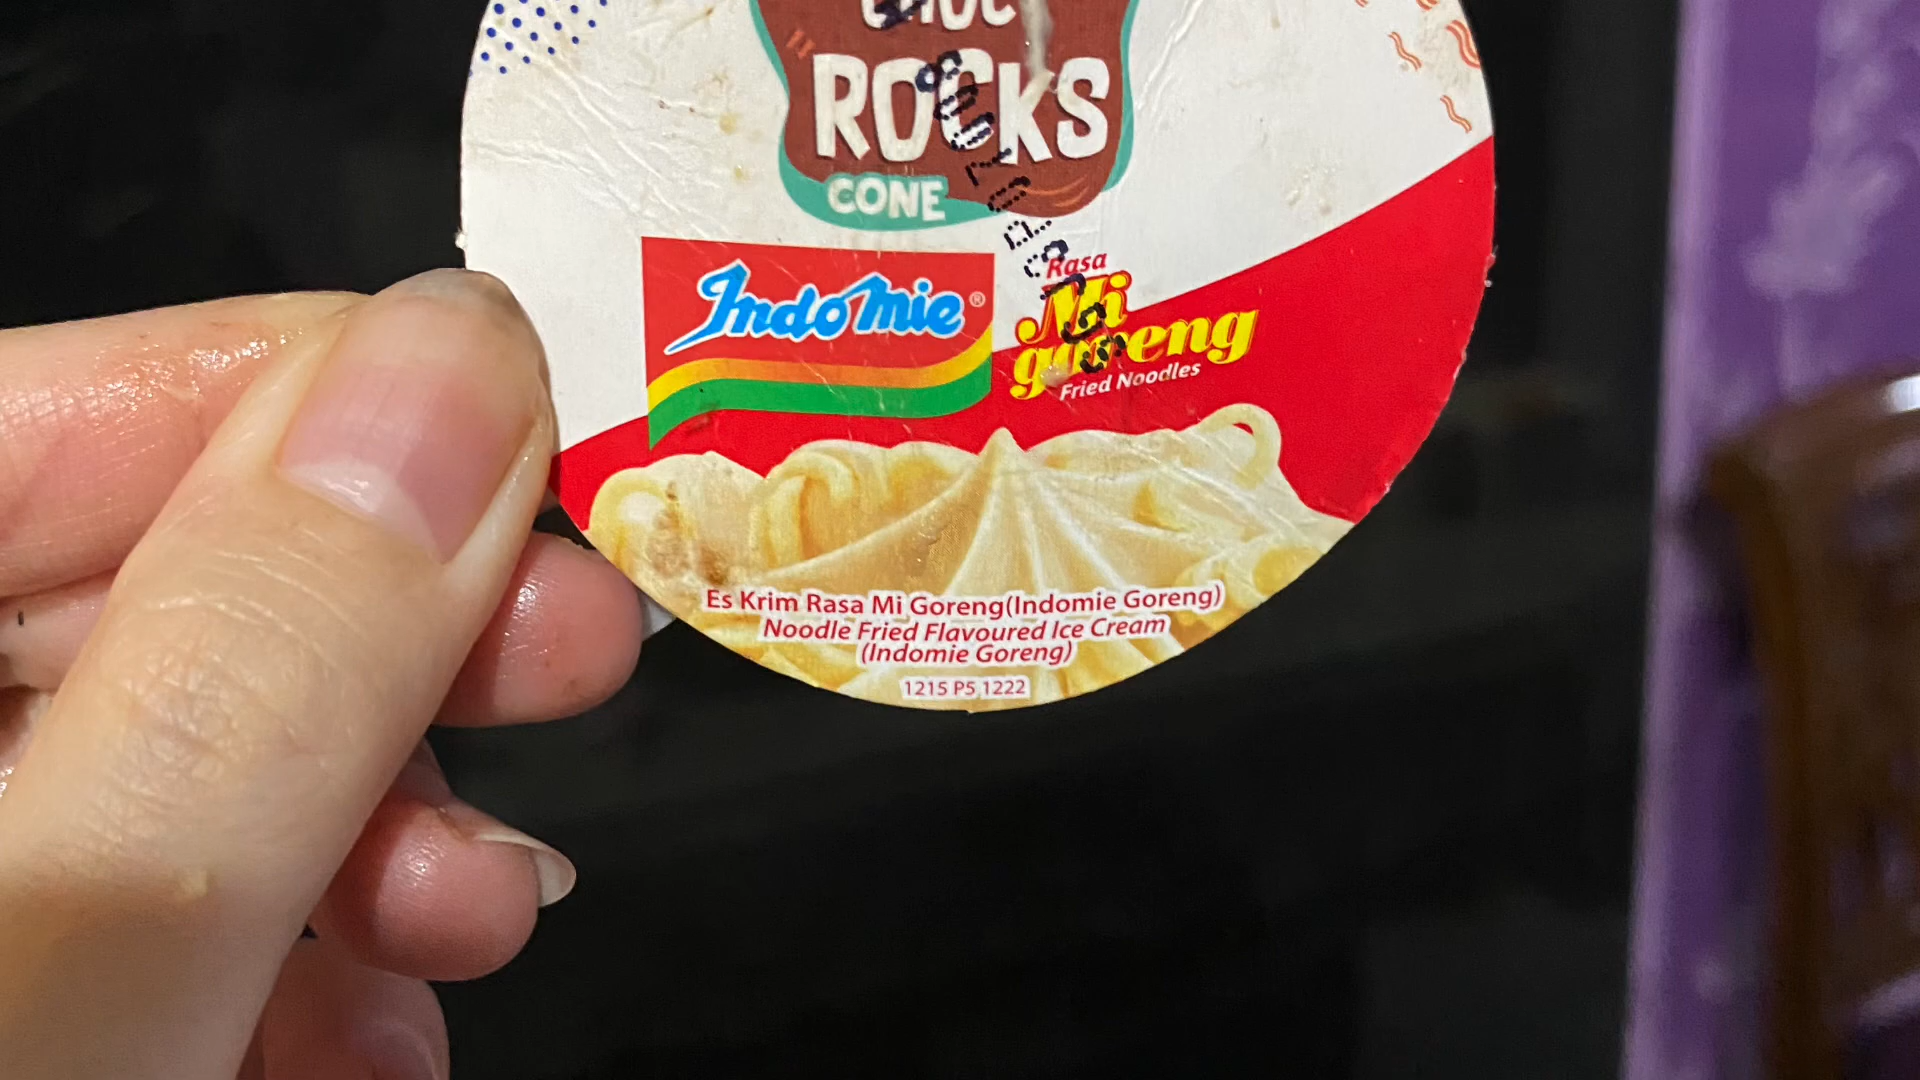 ROCKS
CONE
Indomie®
Rasa
Mi
goreng
Fried Noodles
Es Krim Rasa Mi Goreng(Indomie Goreng)
Noodle Fried Flavoured Ice Cream
(Indomie Goreng)
1215 P5 1222